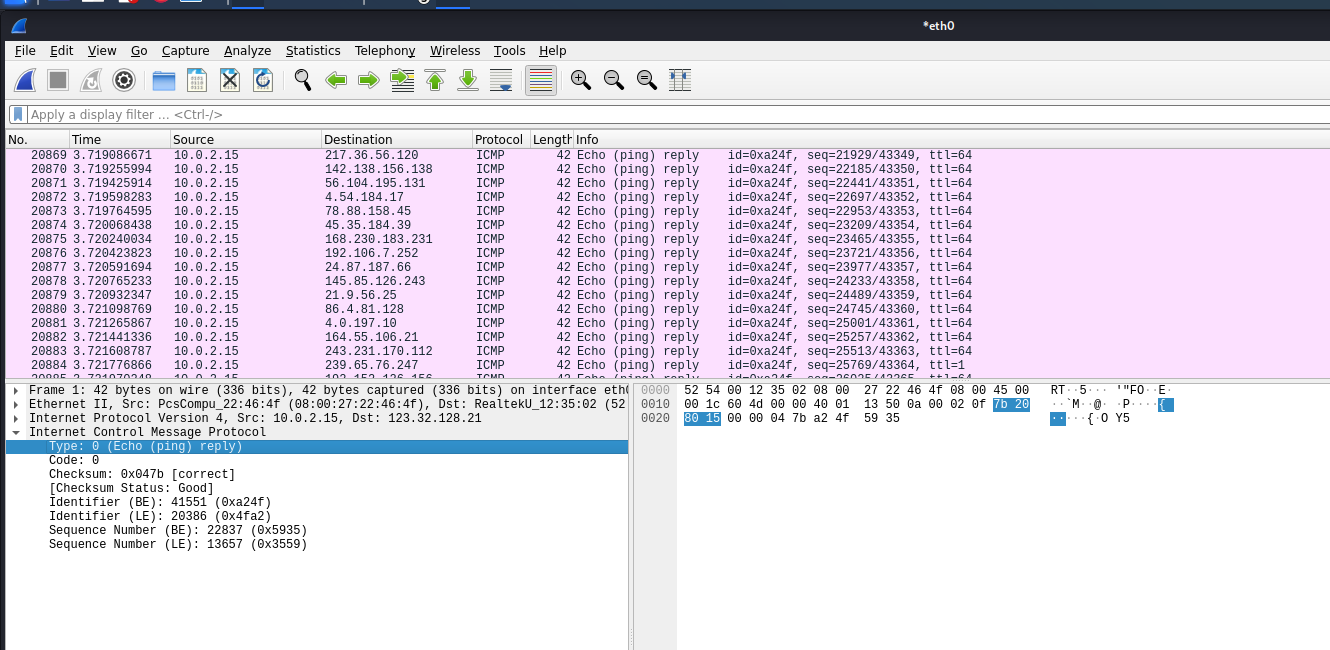 *eth0
File Edit View Go Capture Analyze Statistics Telephony Wireless Tools Help
Apply a display filter ... <Ctrl-/>
No. Time Source Destination Protocol Length Info
20869 3.719086671 10.0.2.15 217.36.56.120 ICMP 42 Echo (ping) reply id=0xa24f, seq=21929/43349, ttl=64
20870 3.719255994 10.0.2.15 142.138.156.138 ICMP 42 Echo (ping) reply id=0xa24f, seq=22185/43350, ttl=64
20871 3.719425914 10.0.2.15 56.104.195.131 ICMP 42 Echo (ping) reply id=0xa24f, seq=22441/43351, ttl=64
20872 3.719598283 10.0.2.15 4.54.184.17 ICMP 42 Echo (ping) reply id=0xa24f, seq=22697/43352, ttl=64
20873 3.719764595 10.0.2.15 78.88.158.45 ICMP 42 Echo (ping) reply id=0xa24f, seq=22953/43353, ttl=64
20874 3.720068438 10.0.2.15 45.35.184.39 ICMP 42 Echo (ping) reply id=0xa24f, seq=23209/43354, ttl=64
20875 3.720240034 10.0.2.15 168.230.183.231 ICMP 42 Echo (ping) reply id=0xa24f, seq=23465/43355, ttl=64
20876 3.720423823 10.0.2.15 192.106.7.252 ICMP 42 Echo (ping) reply id=0xa24f, seq=23721/43356, ttl=64
20877 3.720591694 10.0.2.15 24.87.187.66 ICMP 42 Echo (ping) reply id=0xa24f, seq=23977/43357, ttl=64
20878 3.720765233 10.0.2.15 145.85.126.243 ICMP 42 Echo (ping) reply id=0xa24f, seq=24233/43358, ttl=64
20879 3.720932347 10.0.2.15 21.9.56.25 ICMP 42 Echo (ping) reply id=0xa24f, seq=24489/43359, ttl=64
20880 3.721098769 10.0.2.15 86.4.81.128 ICMP 42 Echo (ping) reply id=0xa24f, seq=24745/43360, ttl=64
20881 3.721265867 10.0.2.15 4.0.197.10 ICMP 42 Echo (ping) reply id=0xa24f, seq=25001/43361, ttl=64
20882 3.721441336 10.0.2.15 164.55.106.21 ICMP 42 Echo (ping) reply id=0xa24f, seq=25257/43362, ttl=64
20883 3.721608787 10.0.2.15 243.231.170.112 ICMP 42 Echo (ping) reply id=0xa24f, seq=25513/43363, ttl=64
20884 3.721776866 10.0.2.15 239.65.76.247 ICMP 42 Echo (ping) reply id=0xa24f, seq=25769/43364, ttl=1
Frame 1: 42 bytes on wire (336 bits), 42 bytes captured (336 bits) on interface eth
Ethernet II, Src: PcsCompu_22:46:4f (08:00:27:22:46:4f), Dst: RealtekU_12:35:02 (52
Internet Protocol Version 4, Src: 10.0.2.15, Dst: 123.32.128.21
Internet Control Message Protocol
Type: 0 (Echo (ping) reply)
Code: 0
Checksum: 0x047b [correct]
[Checksum Status: Good]
Identifier (BE): 41551 (0xa24f)
Identifier (LE): 20386 (0x4fa2)
Sequence Number (BE): 22837 (0x5935)
Sequence Number (LE): 13657 (0x3559)
0000 52 54 00 12 35 02 08 00 27 22 46 4f 08 00 45 00 RT··5··· '"FO··E·
0010 00 1c 60 4d 00 00 40 01 13 50 0a 00 02 0f 7b 20 ··`M··@· ·P····{
0020 80 15 00 00 04 7b a2 4f 59 35 ·····{·O Y5